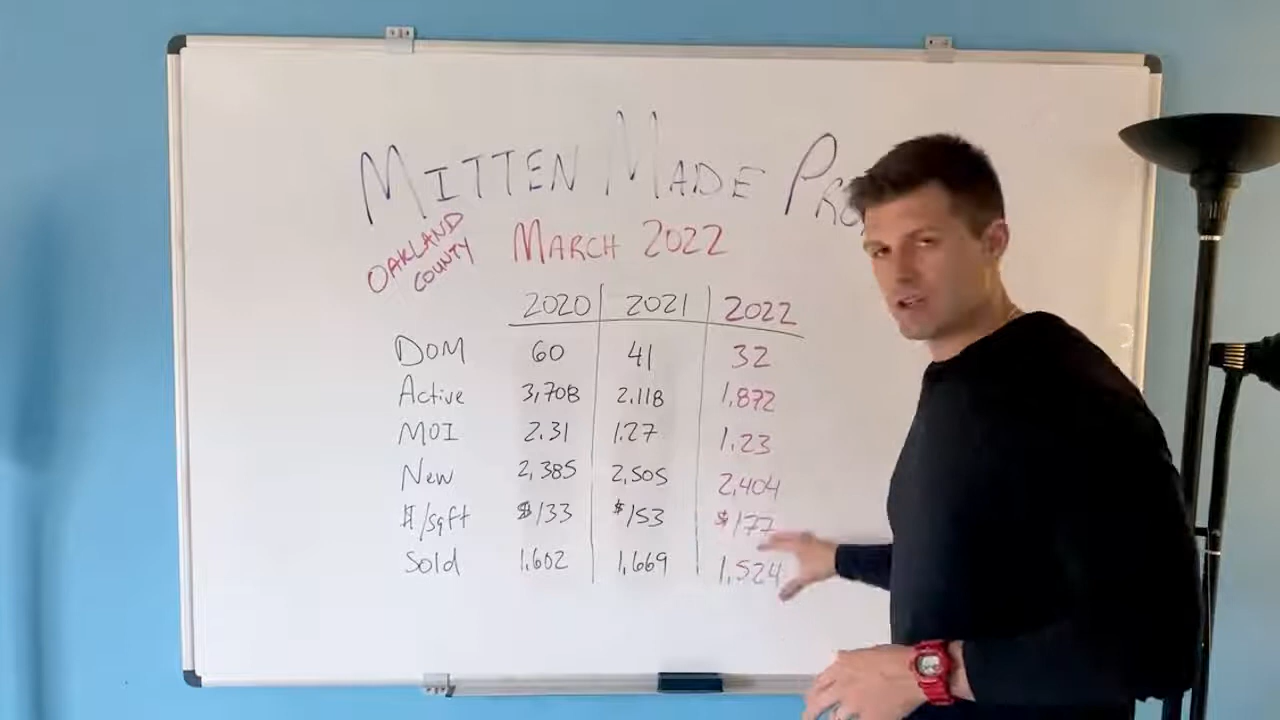 MITTEN MADE
OAKLAND COUNTY
MARCH 2022
2020 2021 2022
DOM 60 41 32
Active 3,708 2,118 1,872
MOI 2.31 1.27 1.23
New 2,385 2,505 2,404
$/sqft $133 $153 $177
Sold 1,602 1,669 1,524